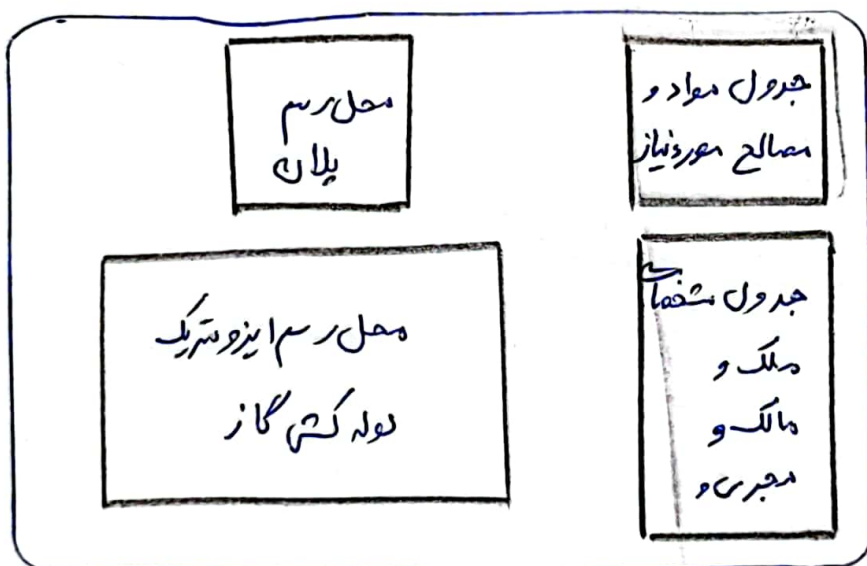 جدول مواد و
مصالح مورد نیاز
محل رسم
پلان
جدول مشخصات
ملک و
مالک و
مجری و
محل رسم ایزومتریک
لوله کشی گاز